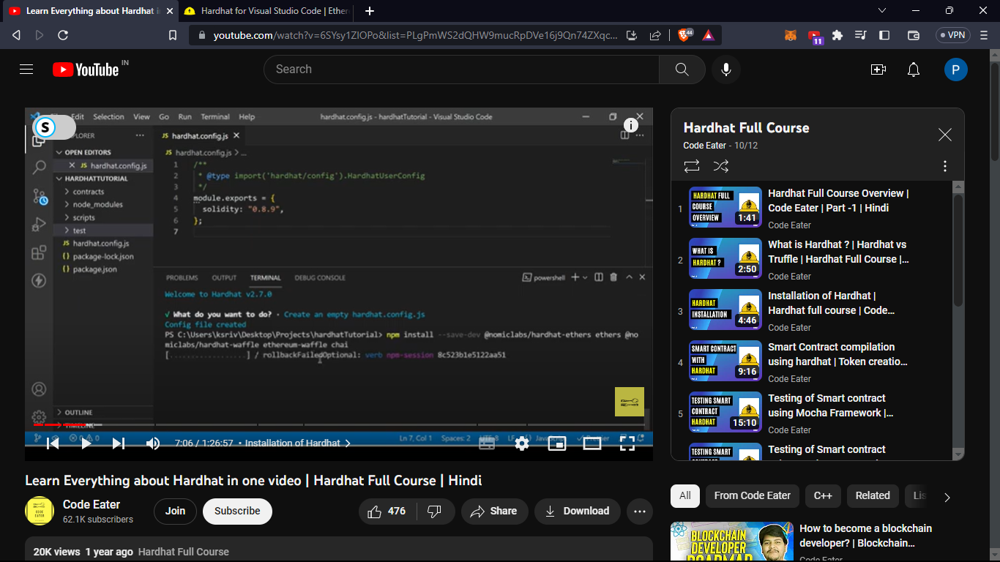 Learn Everything about Hardhat i
Hardhat for Visual Studio Code | Ether
youtube.com/watch?v=6SYsy1ZlOPo&list=PLgPmWS2dQHW9mucRpDVe16j9Qn74ZXqc...
44
11
VPN
YouTube IN
Search
P
S
Edit Selection View Go Run Terminal Help
hardhat.config.js - hardhatTutorial - Visual Studio Code
hardhat.config.js
OPEN EDITORS
JS hardhat.config.js
HARDHATTUTORIAL
contracts
node_modules
scripts
test
JS hardhat.config.js
{} package-lock.json
{} package.json
OUTLINE
JS hardhat.config.js > ...
1 /**
2 * @type import('hardhat/config').HardhatUserConfig
3 */
4 module.exports = {
5 solidity: "0.8.9",
6 };
7
PROBLEMS OUTPUT TERMINAL DEBUG CONSOLE
powershell
Welcome to Hardhat v2.7.0
√ What do you want to do? · Create an empty hardhat.config.js
Config file created
PS C:\Users\ksriv\Desktop\Projects\hardhatTutorial> npm install --save-dev @nomiclabs/hardhat-ethers ethers @no
miclabs/hardhat-waffle ethereum-waffle chai
[..................] / rollbackFailedOptional: verb npm-session 8c523b1e5122aa51
Ln 7, Col 1 Spaces: 2
7:06 / 1:26:57 • Installation of Hardhat >
Learn Everything about Hardhat in one video | Hardhat Full Course | Hindi
Code Eater
62.1K subscribers
Join
Subscribe
476
Share
Download
20K views 1 year ago Hardhat Full Course
Hardhat Full Course
Code Eater - 10/12
1
HARDHAT FULL
COURSE
OVERVIEW
1:41
Hardhat Full Course Overview |
Code Eater | Part -1 | Hindi
Code Eater
2
WHAT IS
HARDHAT ?
2:50
What is Hardhat ? | Hardhat vs
Truffle | Hardhat Full Course |...
Code Eater
3
HARDHAT
INSTALLATION
4:46
Installation of Hardhat |
Hardhat full course | Code...
Code Eater
4
SMART CONTRACT
WITH
HARDHAT
9:16
Smart Contract compilation
using hardhat | Token creatio...
Code Eater
5
TESTING SMART
CONTRACT
HARDHAT
15:10
Testing of Smart contract
using Mocha Framework |...
Code Eater
TESTING SMART
Testing of Smart contract
All
From Code Eater
C++
Related
Lis
BLOCKCHAIN
DEVELOPER
ROADMAP
How to become a blockchain
developer? | Blockchain...
Code Eater